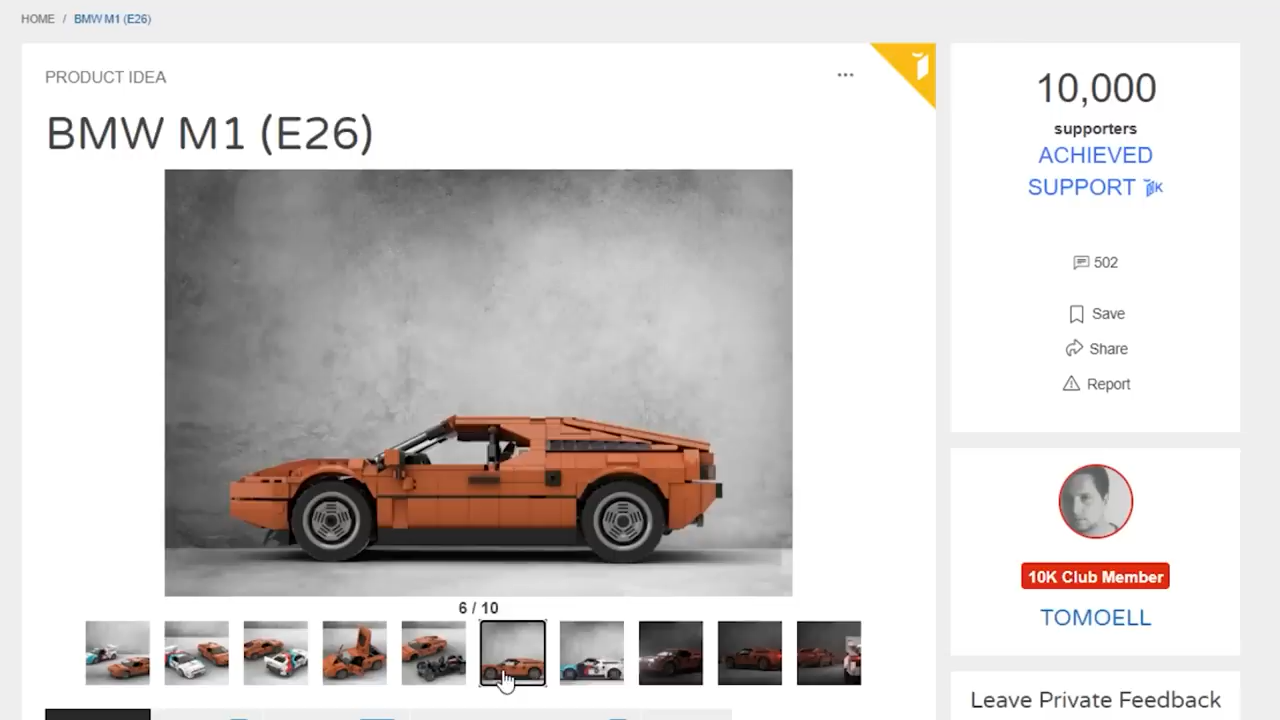 HOME / BMW M1 (E26)
PRODUCT IDEA
...
BMW M1 (E26)
6 / 10
10,000
supporters
ACHIEVED
SUPPORT 10K
502
Save
Share
Report
10K Club Member
TOMOELL
Leave Private Feedback